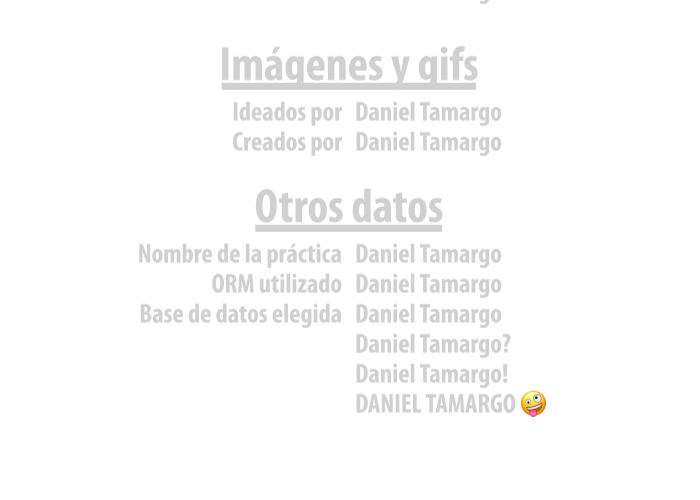 Imágenes y gifs
Ideados por Daniel Tamargo
Creados por Daniel Tamargo
Otros datos
Nombre de la práctica Daniel Tamargo
ORM utilizado Daniel Tamargo
Base de datos elegida Daniel Tamargo
Daniel Tamargo?
Daniel Tamargo!
DANIEL TAMARGO 🤪